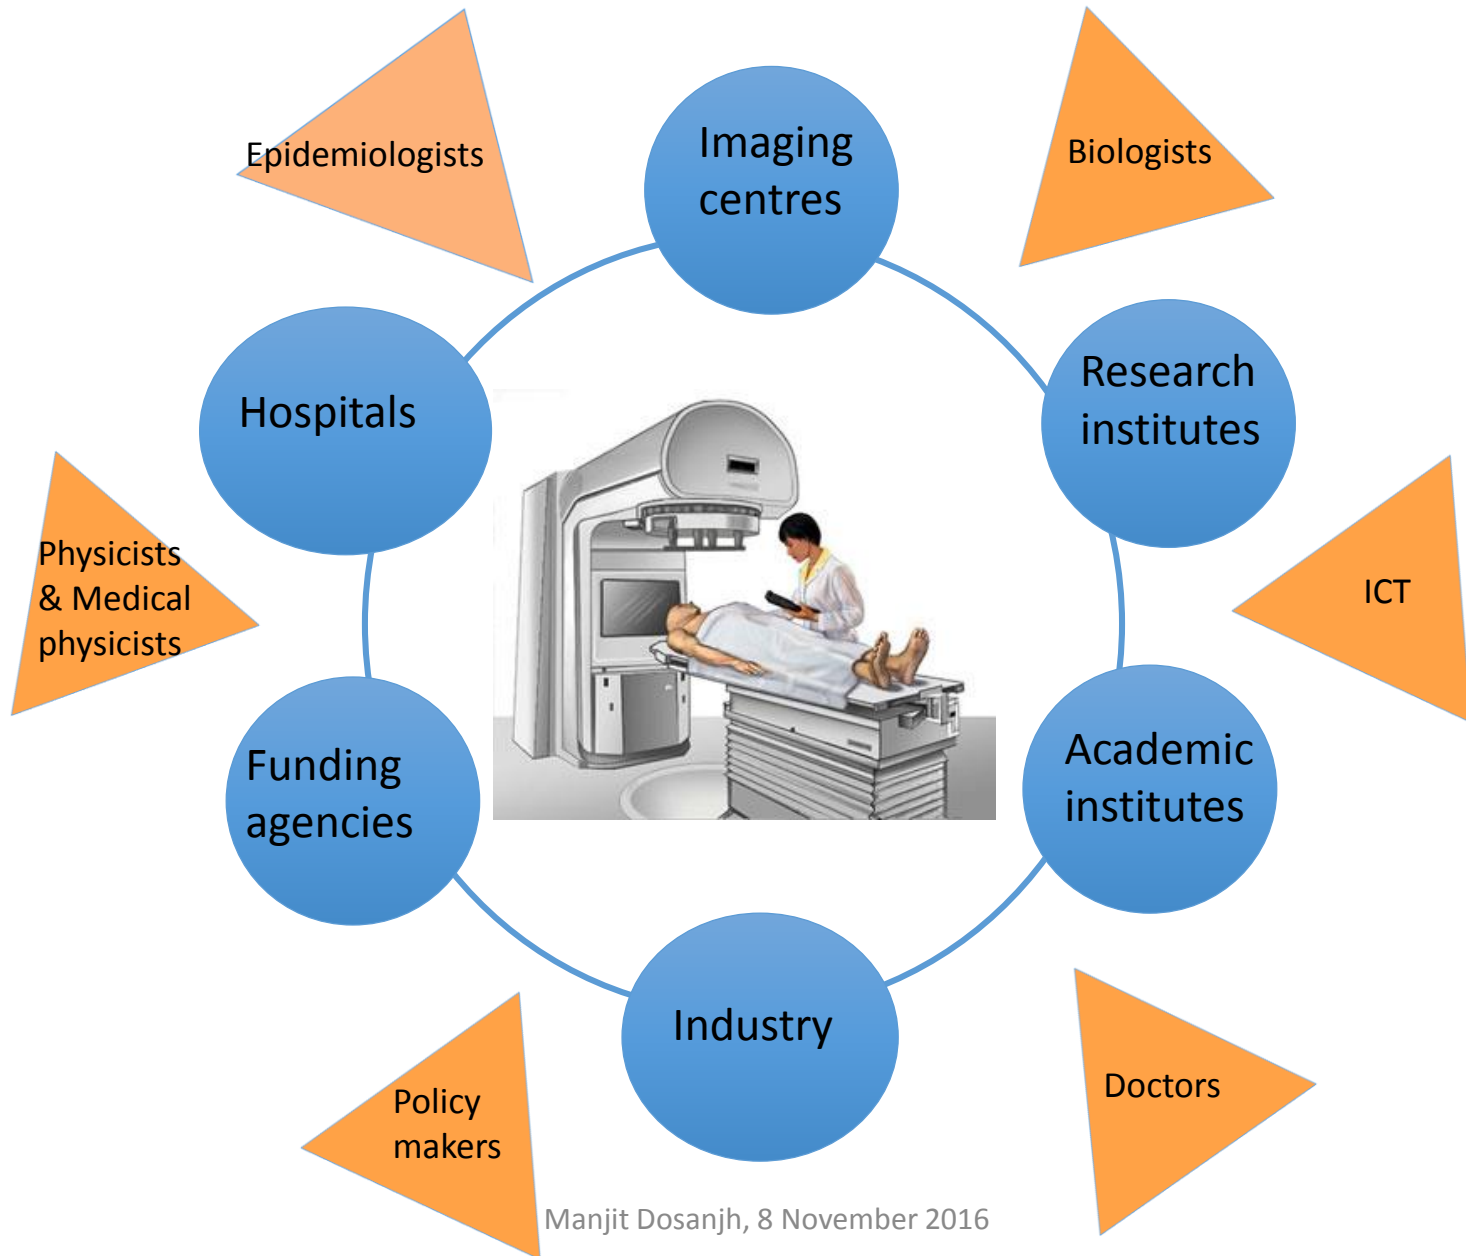 Epidemiologists
Imaging
centres
Biologists
Hospitals
Research
institutes
Physicists
& Medical
physicists
ICT
Funding
agencies
Academic
institutes
Industry
Policy
makers
Doctors
Manjit Dosanjh, 8 November 2016